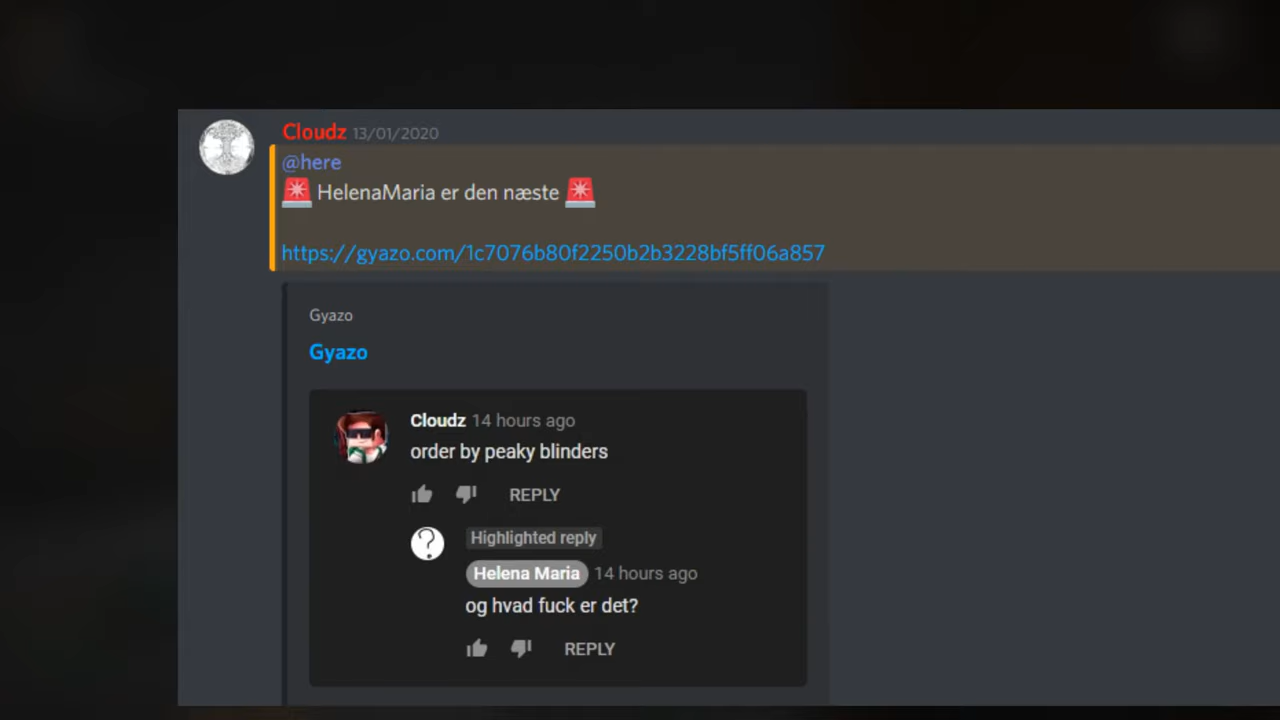 Cloudz 13/01/2020
@here
🚨 HelenaMaria er den næste 🚨
https://gyazo.com/1c7076b80f2250b2b3228bf5ff06a857
Gyazo
Gyazo
Cloudz 14 hours ago
order by peaky blinders
REPLY
?
Highlighted reply
Helena Maria 14 hours ago
og hvad fuck er det?
REPLY